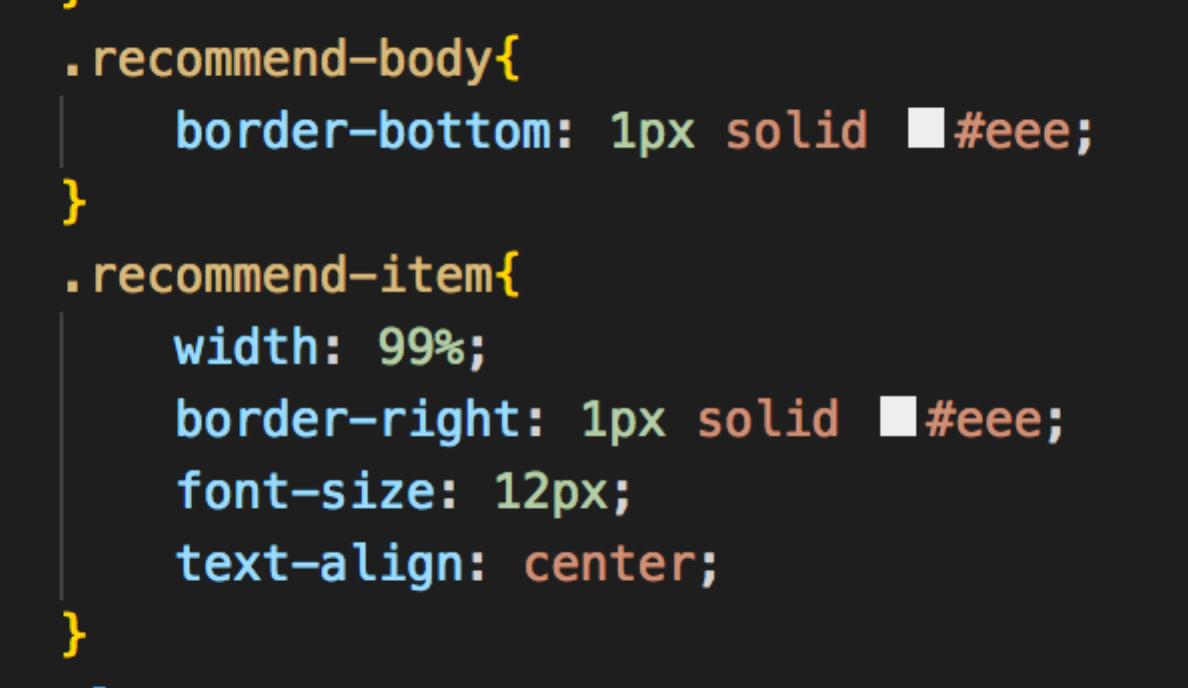 }
.recommend-body{
border-bottom: 1px solid #eee;
}
.recommend-item{
width: 99%;
border-right: 1px solid #eee;
font-size: 12px;
text-align: center;
}